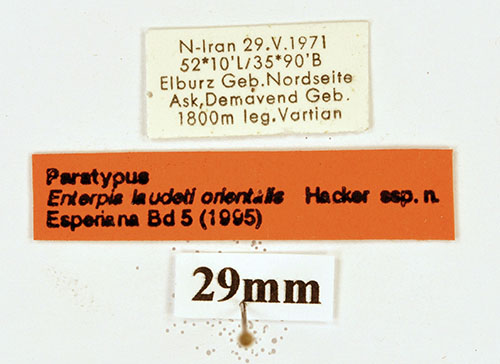 N-Iran 29.V.1971
52*10'L/35*90'B
Elburz Geb.Nordseite
Ask,Demavend Geb.
1800m leg.Vartian
Paratypus
Enterpia laudeti orientalis Hacker ssp. n.
Esperiana Bd 5 (1995)
29mm